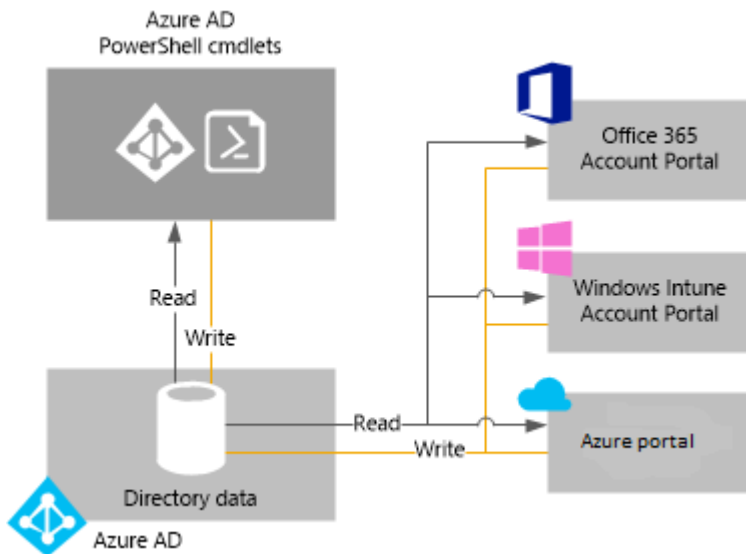 Azure AD
PowerShell cmdlets
Office 365
Account Portal
Read
Windows Intune
Account Portal
Write
Read
Azure portal
Write
Directory data
Azure AD